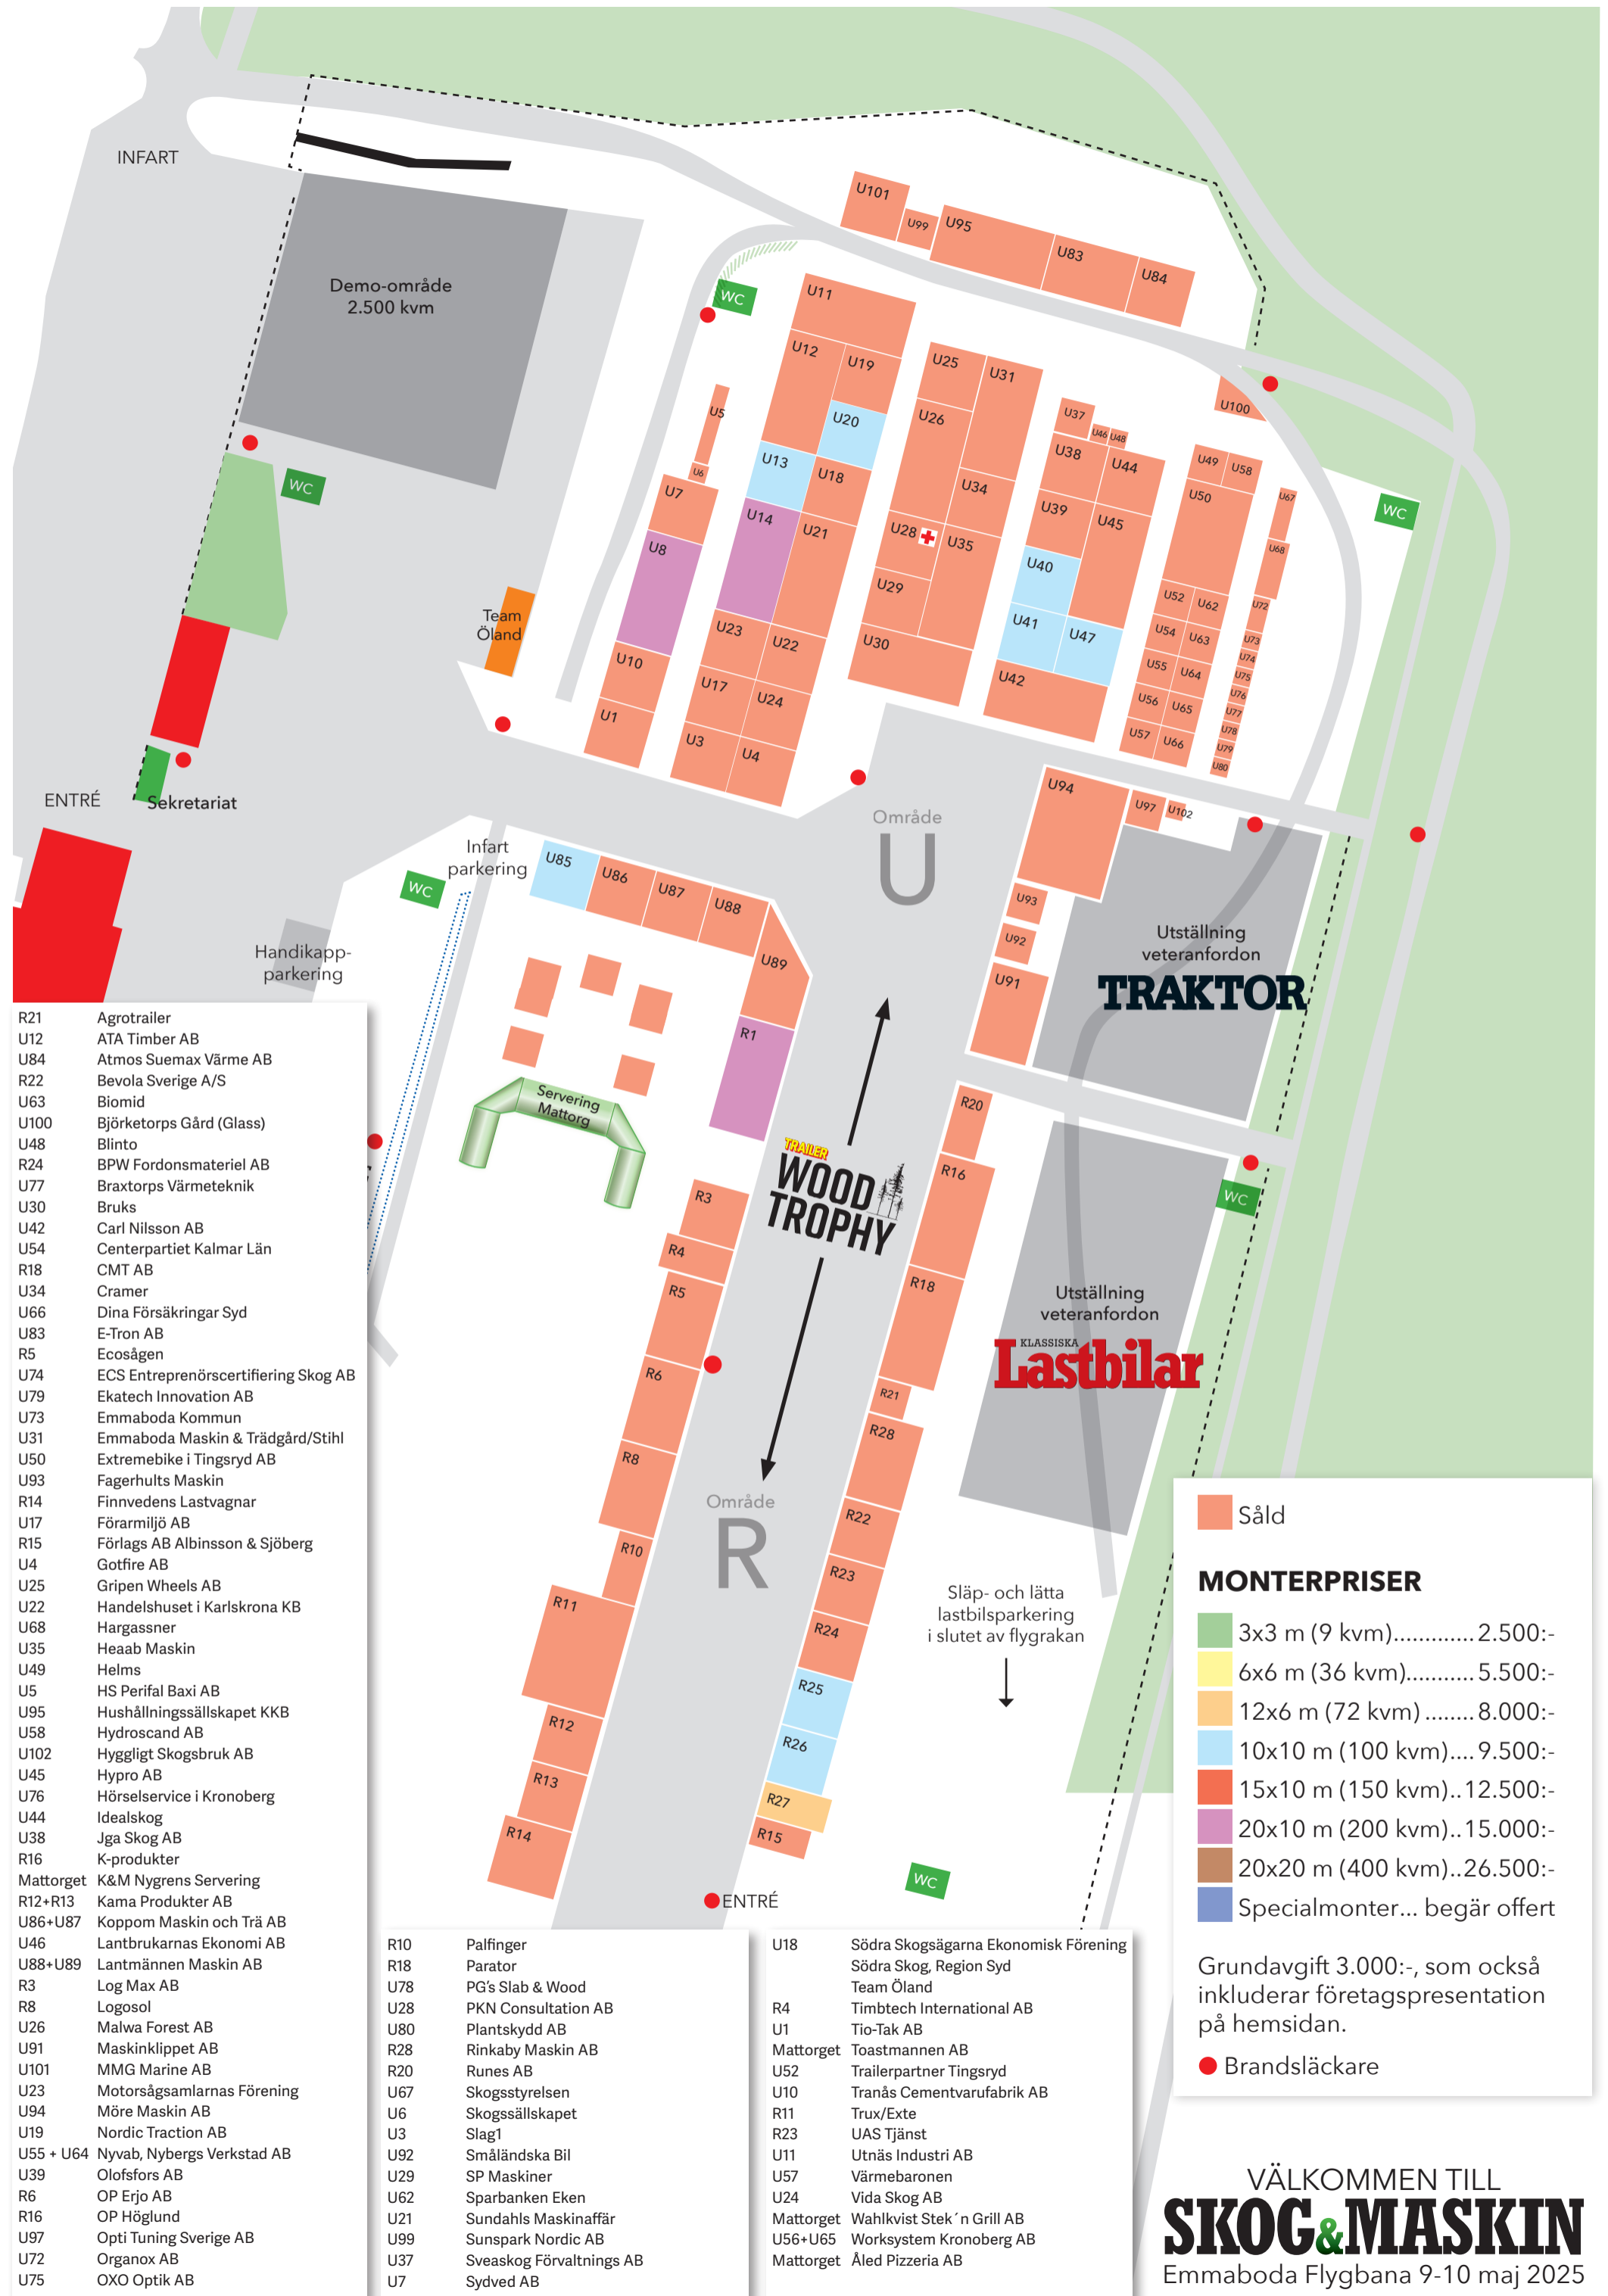 INFART
Demo-område
2.500 kvm
WC
U101
U99
U95
U83
U84
WC
U11
U12
U19
U20
U13
U18
U14
U21
U23
U22
U17
U24
U3
U4
U5
U6
U7
U8
U10
U1
U25
U31
U26
U34
U28
U35
U29
U30
U37
U46
U48
U38
U44
U39
U45
U40
U41
U47
U42
U100
U49
U58
U50
U52
U62
U54
U63
U55
U64
U56
U65
U57
U66
U67
U68
U72
U73
U74
U75
U76
U77
U78
U79
U80
WC
Team
Öland
ENTRÉ
Sekretariat
Infart
parkering
WC
Handikapp-
parkering
U85
U86
U87
U88
U89
R1
Område
U
U94
U97
U102
U93
U92
U91
Utställning
veteranfordon
TRAKTOR
Servering
Mattorg
TRAILER
WOOD
TROPHY
R20
R16
R18
R21
R28
R22
R23
R24
R25
R26
R27
R15
R3
R4
R5
R6
R8
R10
R11
R12
R13
R14
WC
Utställning
veteranfordon
KLASSISKA
Lastbilar
Område
R
Släp- och lätta
lastbilsparkering
i slutet av flygrakan
WC
ENTRÉ
R21 Agrotrailer
U12 ATA Timber AB
U84 Atmos Suemax Värme AB
R22 Bevola Sverige A/S
U63 Biomid
U100 Björketorps Gård (Glass)
U48 Blinto
R24 BPW Fordonsmateriel AB
U77 Braxtorps Värmeteknik
U30 Bruks
U42 Carl Nilsson AB
U54 Centerpartiet Kalmar Län
R18 CMT AB
U34 Cramer
U66 Dina Försäkringar Syd
U83 E-Tron AB
R5 Ecosågen
U74 ECS Entreprenörscertifiering Skog AB
U79 Ekatech Innovation AB
U73 Emmaboda Kommun
U31 Emmaboda Maskin & Trädgård/Stihl
U50 Extremebike i Tingsryd AB
U93 Fagerhults Maskin
R14 Finnvedens Lastvagnar
U17 Förarmiljö AB
R15 Förlags AB Albinsson & Sjöberg
U4 Gotfire AB
U25 Gripen Wheels AB
U22 Handelshuset i Karlskrona KB
U68 Hargassner
U35 Heaab Maskin
U49 Helms
U5 HS Perifal Baxi AB
U95 Hushållningssällskapet KKB
U58 Hydroscand AB
U102 Hyggligt Skogsbruk AB
U45 Hypro AB
U76 Hörselservice i Kronoberg
U44 Idealskog
U38 Jga Skog AB
R16 K-produkter
Mattorget K&M Nygrens Servering
R12+R13 Kama Produkter AB
U86+U87 Koppom Maskin och Trä AB
U46 Lantbrukarnas Ekonomi AB
U88+U89 Lantmännen Maskin AB
R3 Log Max AB
R8 Logosol
U26 Malwa Forest AB
U91 Maskinklippet AB
U101 MMG Marine AB
U23 Motorsågsamlarnas Förening
U94 Möre Maskin AB
U19 Nordic Traction AB
U55 + U64 Nyvab, Nybergs Verkstad AB
U39 Olofsfors AB
R6 OP Erjo AB
R16 OP Höglund
U97 Opti Tuning Sverige AB
U72 Organox AB
U75 OXO Optik AB
R10 Palfinger
R18 Parator
U78 PG's Slab & Wood
U28 PKN Consultation AB
U80 Plantskydd AB
R28 Rinkaby Maskin AB
R20 Runes AB
U67 Skogsstyrelsen
U6 Skogssällskapet
U3 Slag1
U92 Småländska Bil
U29 SP Maskiner
U62 Sparbanken Eken
U21 Sundahls Maskinaffär
U99 Sunspark Nordic AB
U37 Sveaskog Förvaltnings AB
U7 Sydved AB
U18 Södra Skogsägarna Ekonomisk Förening
Södra Skog, Region Syd
Team Öland
R4 Timbtech International AB
U1 Tio-Tak AB
Mattorget Toastmannen AB
U52 Trailerpartner Tingsryd
U10 Tranås Cementvarufabrik AB
R11 Trux/Exte
R23 UAS Tjänst
U11 Utnäs Industri AB
U57 Värmebaronen
U24 Vida Skog AB
Mattorget Wahlkvist Stek´n Grill AB
U56+U65 Worksystem Kronoberg AB
Mattorget Åled Pizzeria AB
Såld
MONTERPRISER
3x3 m (9 kvm).............2.500:-
6x6 m (36 kvm)...........5.500:-
12x6 m (72 kvm) ........8.000:-
10x10 m (100 kvm)....9.500:-
15x10 m (150 kvm)..12.500:-
20x10 m (200 kvm)..15.000:-
20x20 m (400 kvm)..26.500:-
Specialmonter... begär offert
Grundavgift 3.000:-, som också
inkluderar företagspresentation
på hemsidan.
Brandsläckare
VÄLKOMMEN TILL
SKOG&MASKIN
Emmaboda Flygbana 9-10 maj 2025